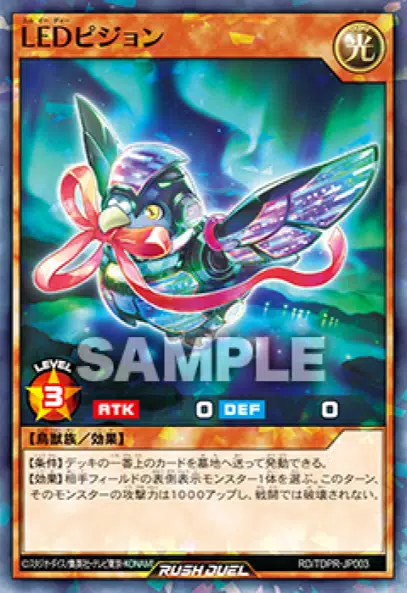 エル イー ディー
LEDピジョン
光
SAMPLE
LEVEL
3
ATK 0 DEF 0
【鳥獣族／効果】
【条件】デッキの一番上のカードを墓地へ送って発動できる。
【効果】相手フィールドの裏側表示モンスター1体を選ぶ。このターン、
そのモンスターの攻撃力は1000アップし、戦闘では破壊されない。
©スタジオ・ダイス/集英社・テレビ東京・KONAMI
RUSH DUEL
RD/TDPR-JP003